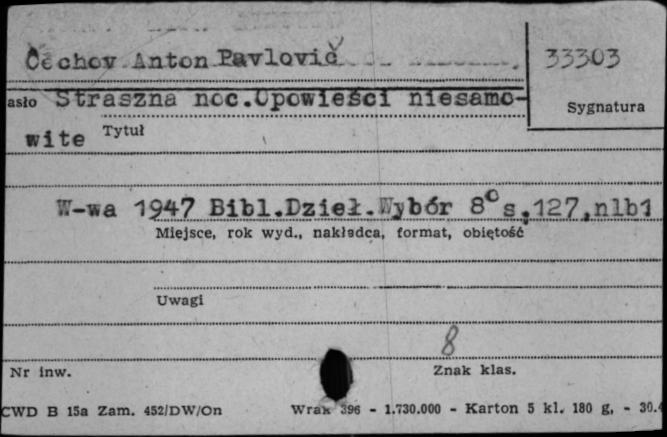 Čechov Anton Pavlovič 33303
asło Straszna noc. Opowieści niesamo-
Sygnatura
wite Tytuł
W-wa 1947 Bibl. Dzieł. Wybór 8° s. 127, nlb1
Miejsce, rok wyd., nakładca, format, objętość
Uwagi
8
Nr inw. Znak klas.
CWD B 15a Zam. 452/DW/On Wrak 396 - 1.730.000 - Karton 5 kl. 180 g. - 30.4